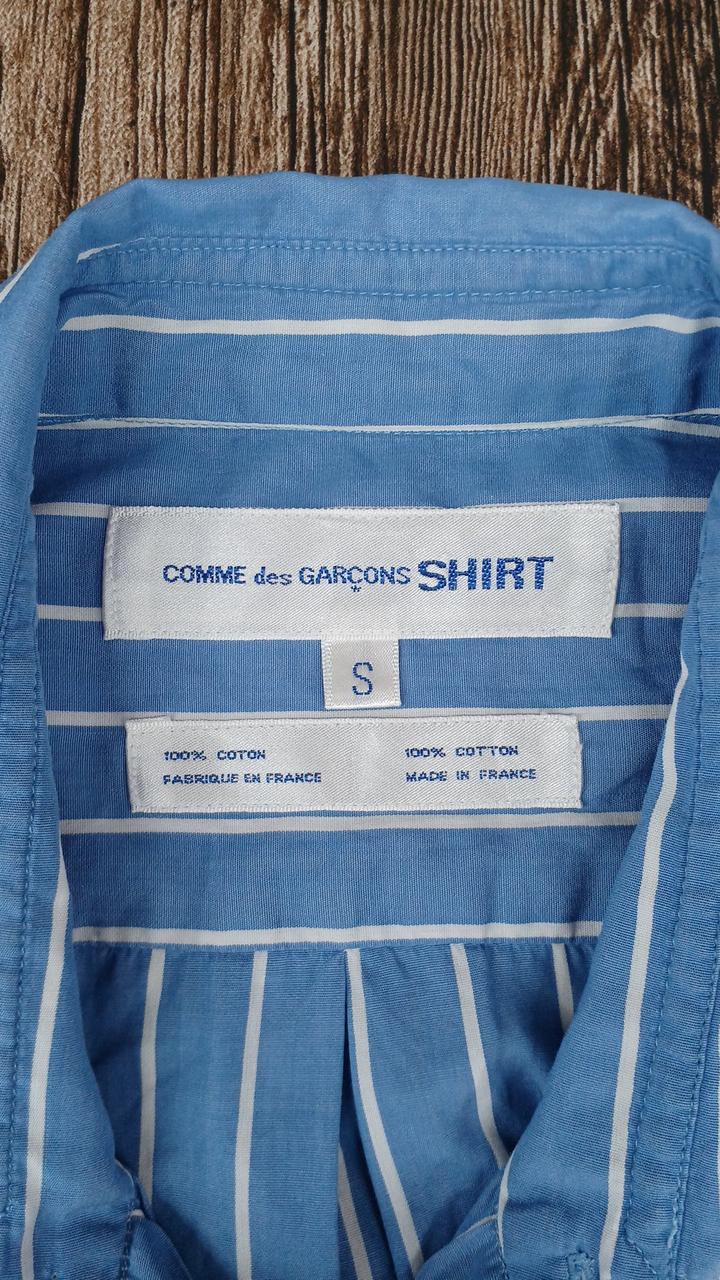 COMME des GARÇONS SHIRT
*
S
100% COTON
FABRIQUE EN FRANCE
100% COTTON
MADE IN FRANCE